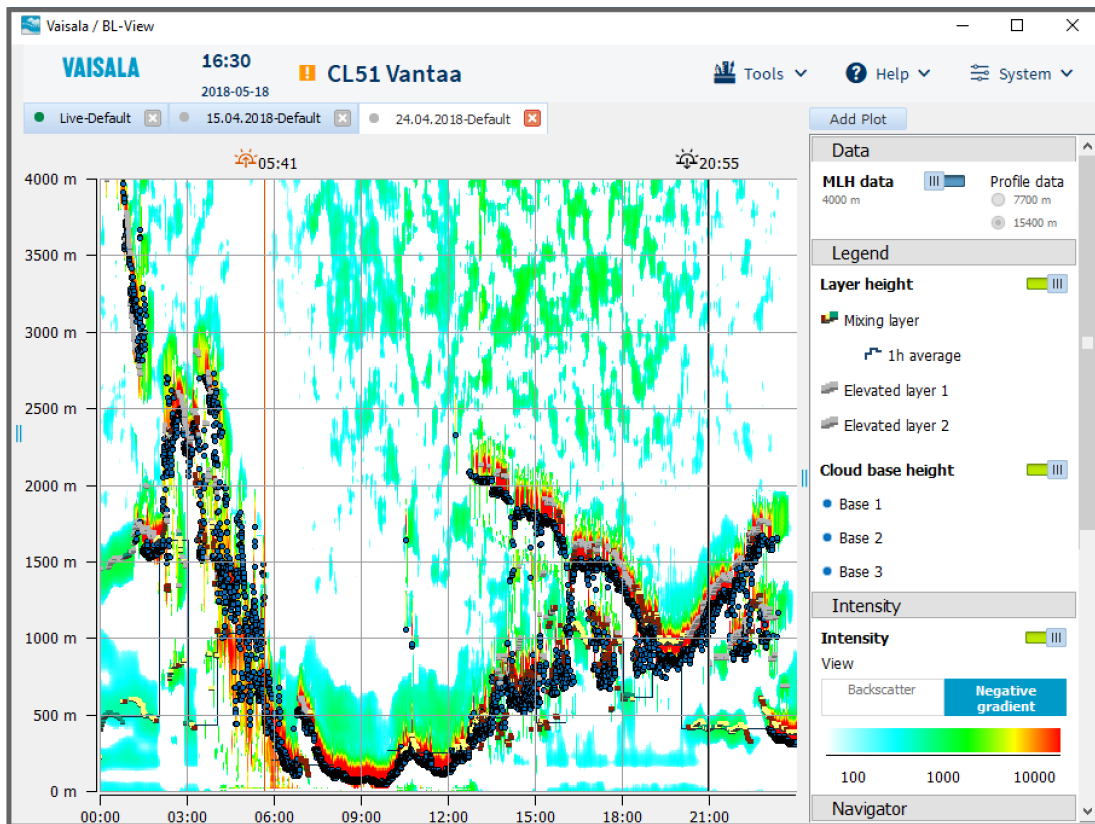 Vaisala / BL-View
VAISALA
16:30
2018-05-18
CL51 Vantaa
Tools
Help
System
Live-Default
15.04.2018-Default
24.04.2018-Default
Add Plot
05:41
20:55
4000 m
3500 m
3000 m
2500 m
2000 m
1500 m
1000 m
500 m
0 m
00:00 03:00 06:00 09:00 12:00 15:00 18:00 21:00
Data
MLH data
4000 m
Profile data
7700 m
15400 m
Legend
Layer height
Mixing layer
1h average
Elevated layer 1
Elevated layer 2
Cloud base height
Base 1
Base 2
Base 3
Intensity
Intensity
View
Backscatter
Negative
gradient
100 1000 10000
Navigator